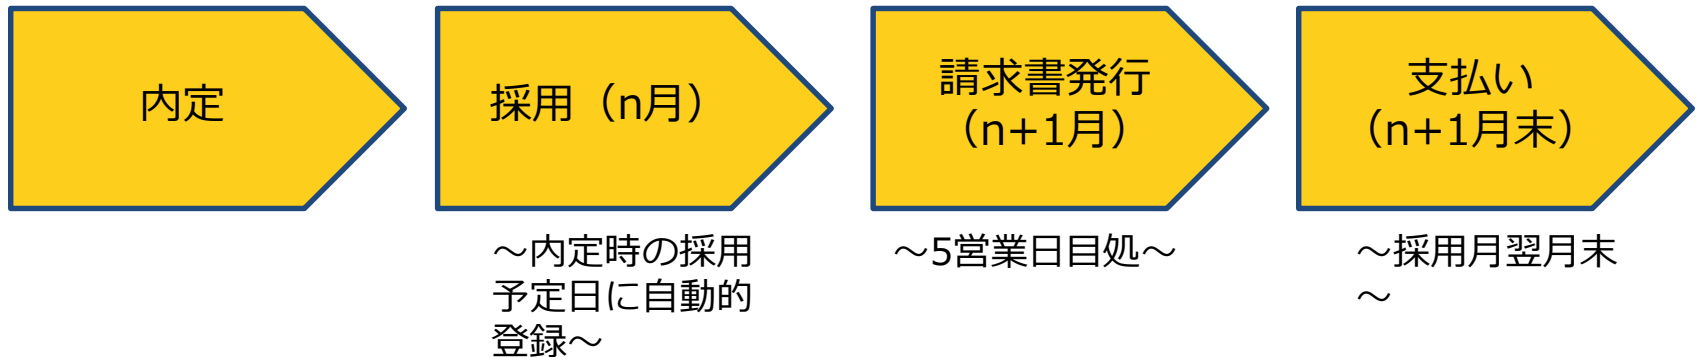 内定
採用（n月）
～内定時の採用
予定日に自動的
登録～
請求書発行
（n+1月）
～5営業日目処～
支払い
（n+1月末）
～採用月翌月末
～